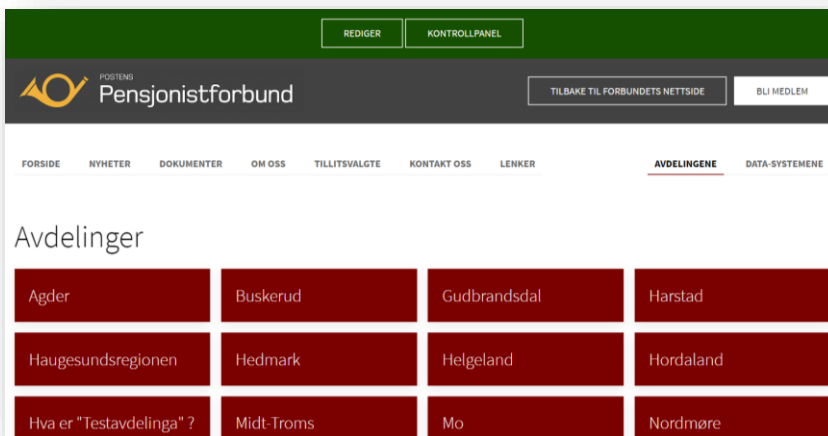 REDIGER KONTROLLPANEL
POSTENS
Pensjonistforbund
TILBAKE TIL FORBUNDETS NETTSIDE BLI MEDLEM
FORSIDE NYHETER DOKUMENTER OM OSS TILLITSVALGTE KONTAKT OSS LENKER AVDELINGENE DATA-SYSTEMENE
Avdelinger
Agder Buskerud Gudbrandsdal Harstad
Haugesundsregionen Hedmark Helgeland Hordaland
Hva er "Testavdelinga" ? Midt-Troms Mo Nordmøre